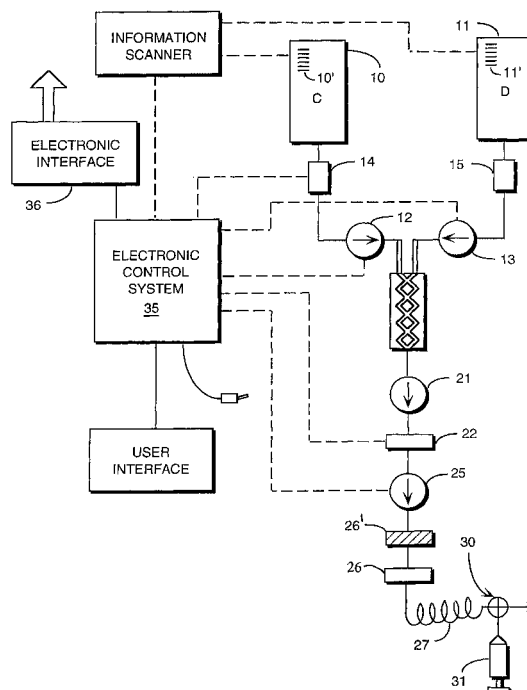 INFORMATION
SCANNER
10
10'
C
11
11'
D
ELECTRONIC
INTERFACE
36
14
15
12
13
ELECTRONIC
CONTROL
SYSTEM
35
21
22
USER
INTERFACE
25
26'
26
27
30
31